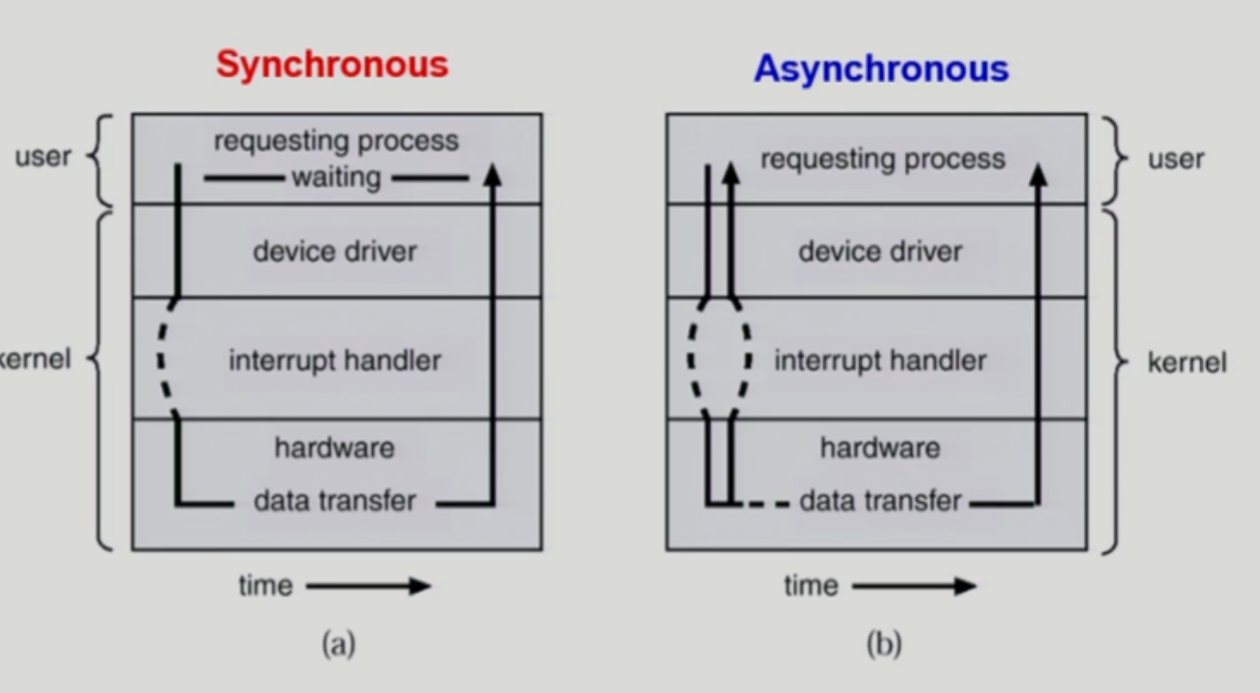 Synchronous
user
requesting process
waiting
device driver
kernel
interrupt handler
hardware
data transfer
time
(a)
Asynchronous
requesting process
user
device driver
interrupt handler
kernel
hardware
data transfer
time
(b)